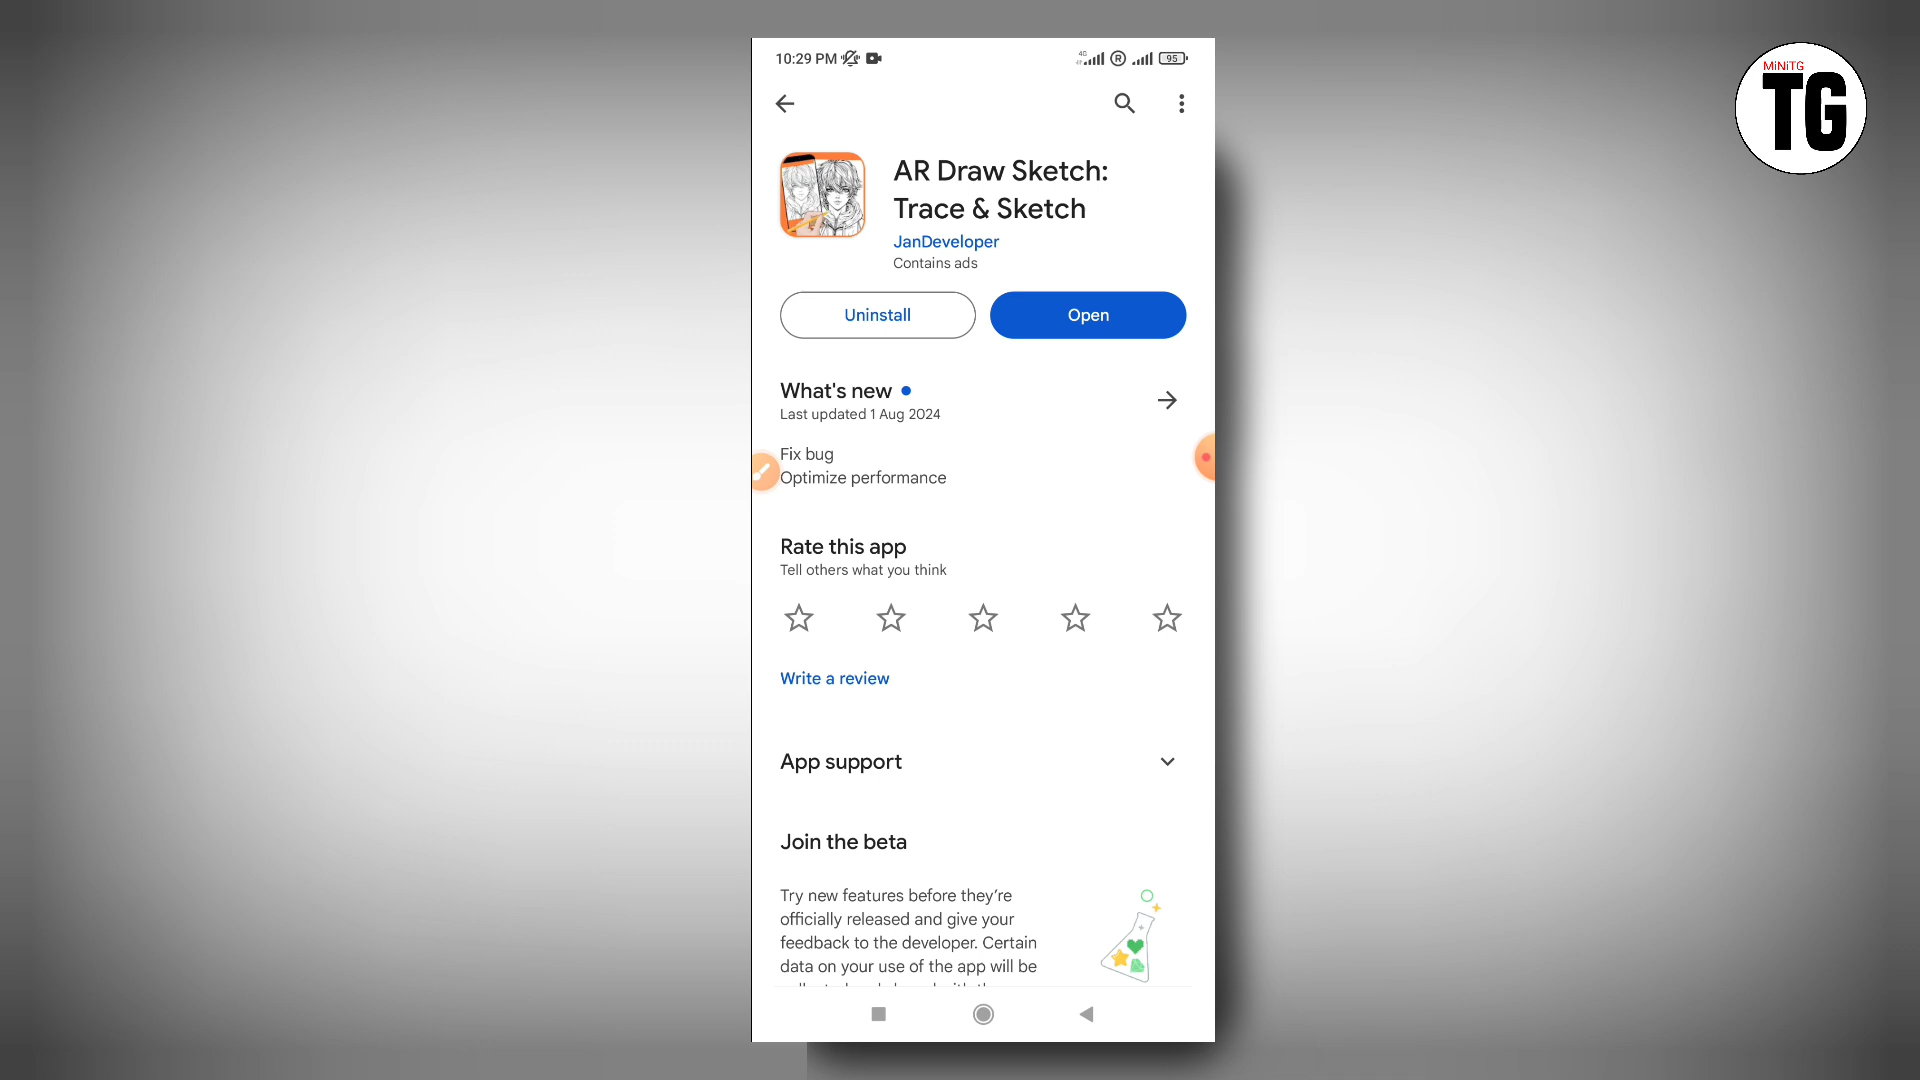 10:29 PM
4G
R
95
MiNiTG
TG
AR Draw Sketch:
Trace & Sketch
JanDeveloper
Contains ads
Uninstall
Open
What's new
Last updated 1 Aug 2024
Fix bug
Optimize performance
Rate this app
Tell others what you think
Write a review
App support
Join the beta
Try new features before they’re
officially released and give your
feedback to the developer. Certain
data on your use of the app will be